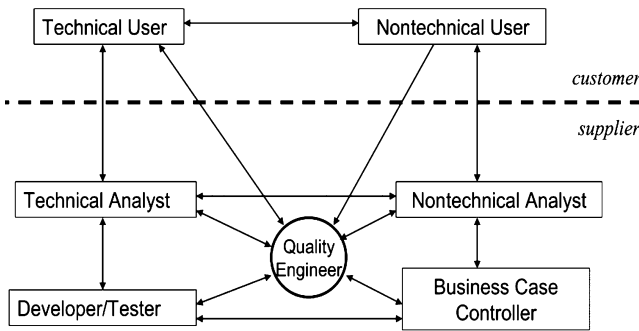 Technical User
Nontechnical User
customer
supplier
Technical Analyst
Nontechnical Analyst
Quality
Engineer
Developer/Tester
Business Case
Controller